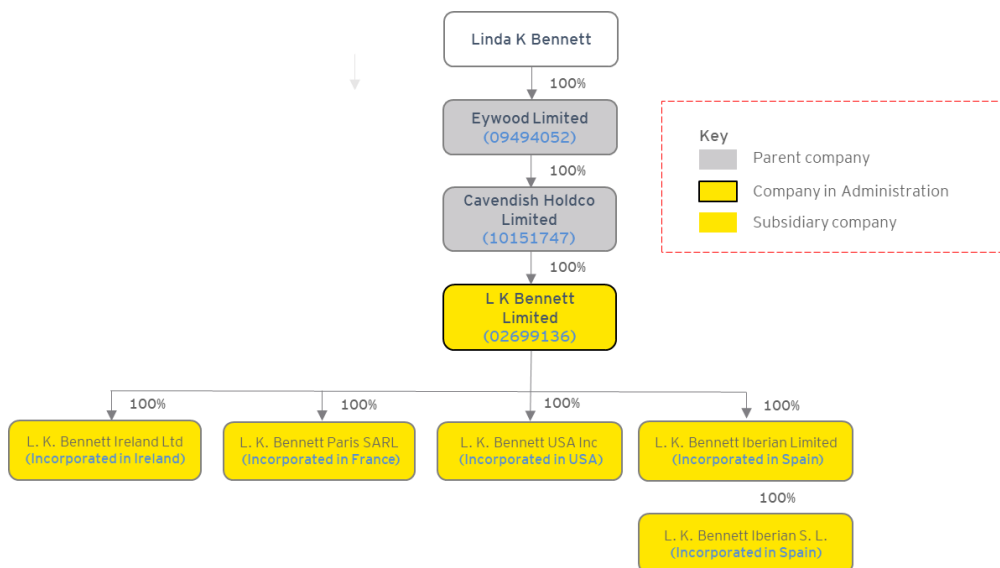 Linda K Bennett
100%
Eywood Limited
(09494052)
100%
Cavendish Holdco
Limited
(10151747)
100%
L K Bennett
Limited
(02699136)
Key
Parent company
Company in Administration
Subsidiary company
100%
100%
100%
100%
L. K. Bennett Ireland Ltd
(Incorporated in Ireland)
L. K. Bennett Paris SARL
(Incorporated in France)
L. K. Bennett USA Inc
(Incorporated in USA)
L. K. Bennett Iberian Limited
(Incorporated in Spain)
100%
L. K. Bennett Iberian S. L.
(Incorporated in Spain)